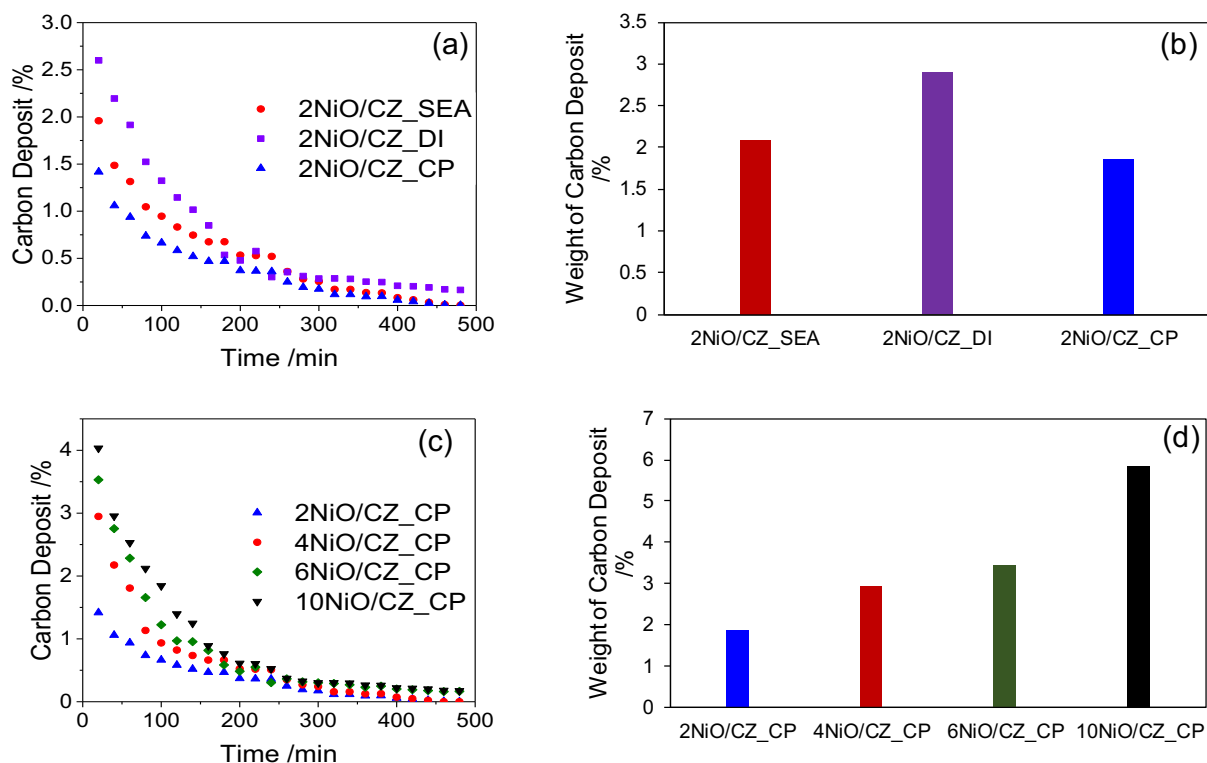 (a)
Carbon Deposit /%
3.0
2.5
2.0
1.5
1.0
0.5
0.0
2NiO/CZ_SEA
2NiO/CZ_DI
2NiO/CZ_CP
0 100 200 300 400 500
Time /min
(b)
Weight of Carbon Deposit
/%
3.5
3
2.5
2
1.5
1
0.5
0
2NiO/CZ_SEA 2NiO/CZ_DI 2NiO/CZ_CP
(c)
Carbon Deposit /%
4
3
2
1
0
2NiO/CZ_CP
4NiO/CZ_CP
6NiO/CZ_CP
10NiO/CZ_CP
0 100 200 300 400 500
Time /min
(d)
Weight of Carbon Deposit
/%
7
6
5
4
3
2
1
0
2NiO/CZ_CP 4NiO/CZ_CP 6NiO/CZ_CP 10NiO/CZ_CP